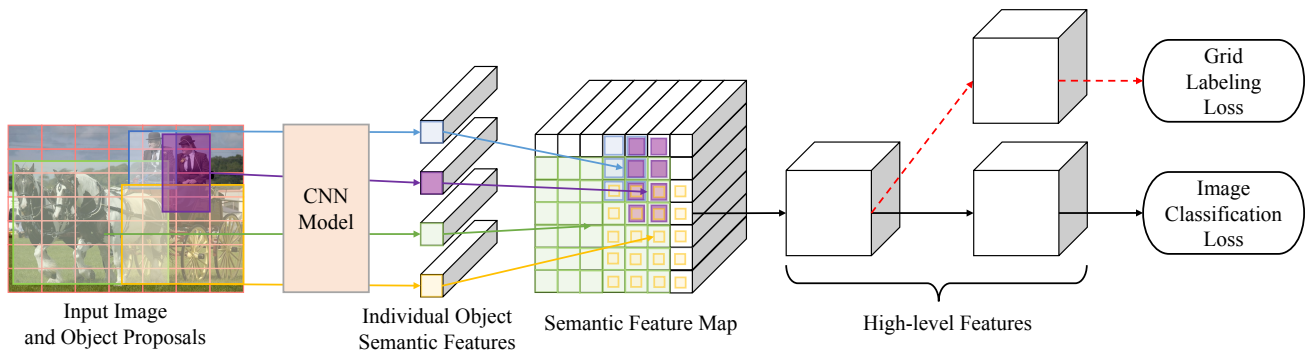 Grid
Labeling
Loss
CNN
Model
Image
Classification
Loss
Input Image
and Object Proposals
Individual Object
Semantic Features
Semantic Feature Map
High-level Features